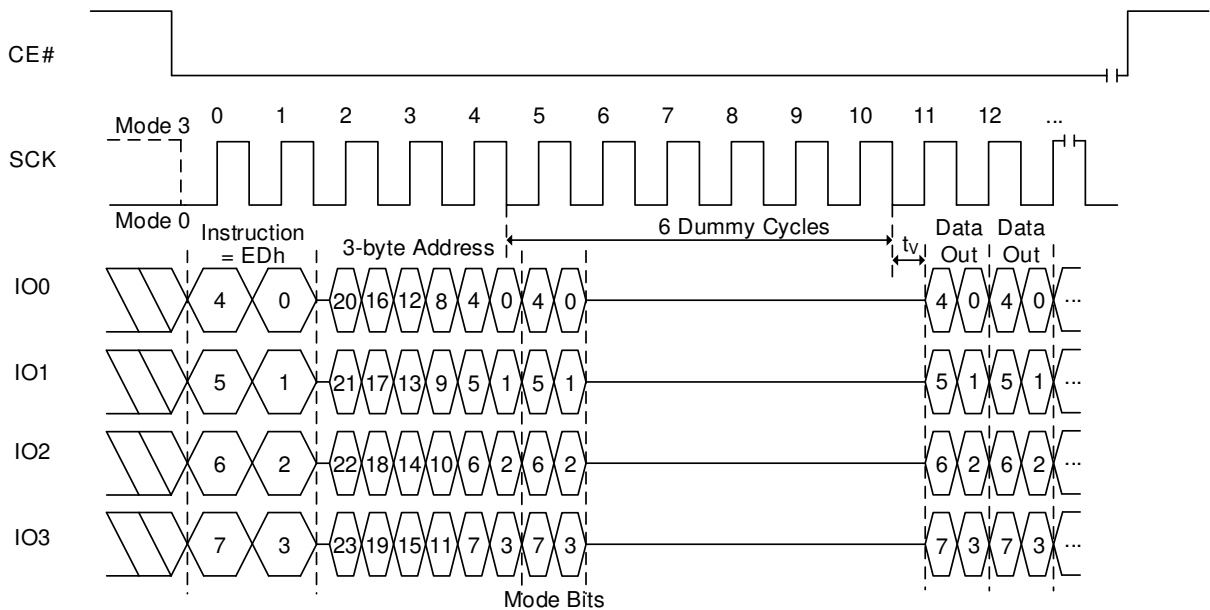 CE#
0 1 2 3 4 5 6 7 8 9 10 11 12 ...
Mode 3
SCK
Mode 0
Instruction
= EDh
3-byte Address
6 Dummy Cycles
tV
Data
Out
Data
Out
IO0
4 0 20 16 12 8 4 0 4 0 4 0 4 0 ...
IO1
5 1 21 17 13 9 5 1 5 1 5 1 5 1 ...
IO2
6 2 22 18 14 10 6 2 6 2 6 2 6 2 ...
IO3
7 3 23 19 15 11 7 3 7 3 7 3 7 3 ...
Mode Bits